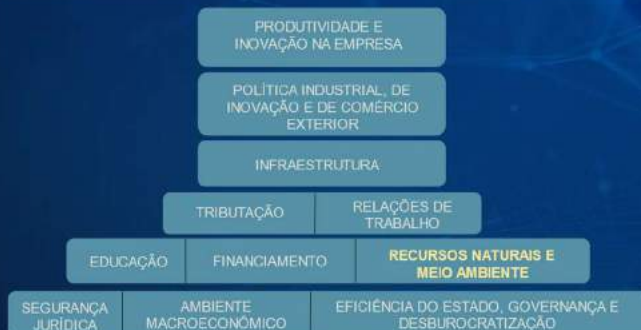 PRODUTIVIDADE E
INOVAÇÃO NA EMPRESA
POLÍTICA INDUSTRIAL, DE
INOVAÇÃO E DE COMÉRCIO
EXTERIOR
INFRAESTRUTURA
TRIBUTAÇÃO
RELAÇÕES DE
TRABALHO
EDUCAÇÃO
FINANCIAMENTO
RECURSOS NATURAIS E
MEIO AMBIENTE
SEGURANÇA
JURÍDICA
AMBIENTE
MACROECONÔMICO
EFICIÊNCIA DO ESTADO, GOVERNANÇA E
DESBUROCRATIZAÇÃO